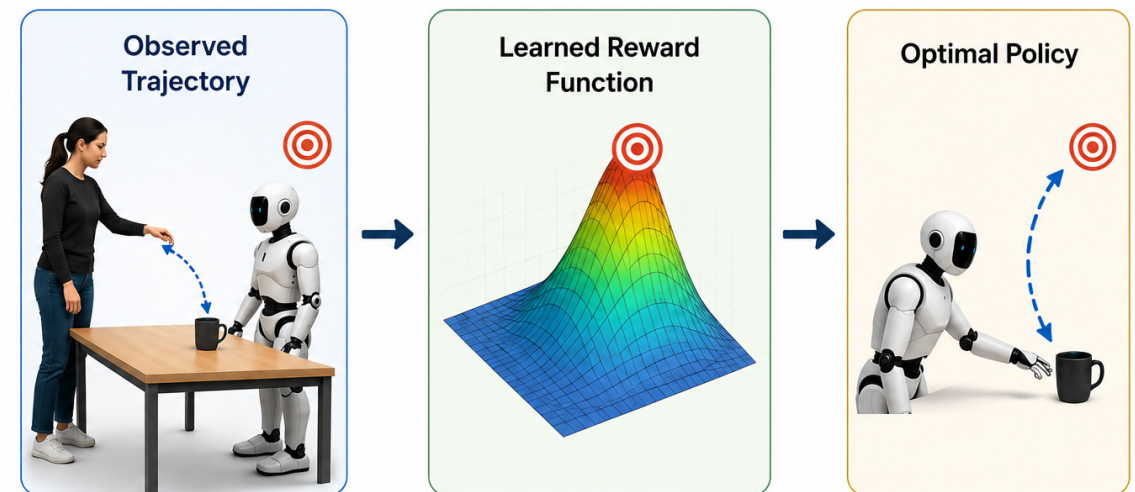 Observed
Trajectory
Learned Reward
Function
Optimal Policy